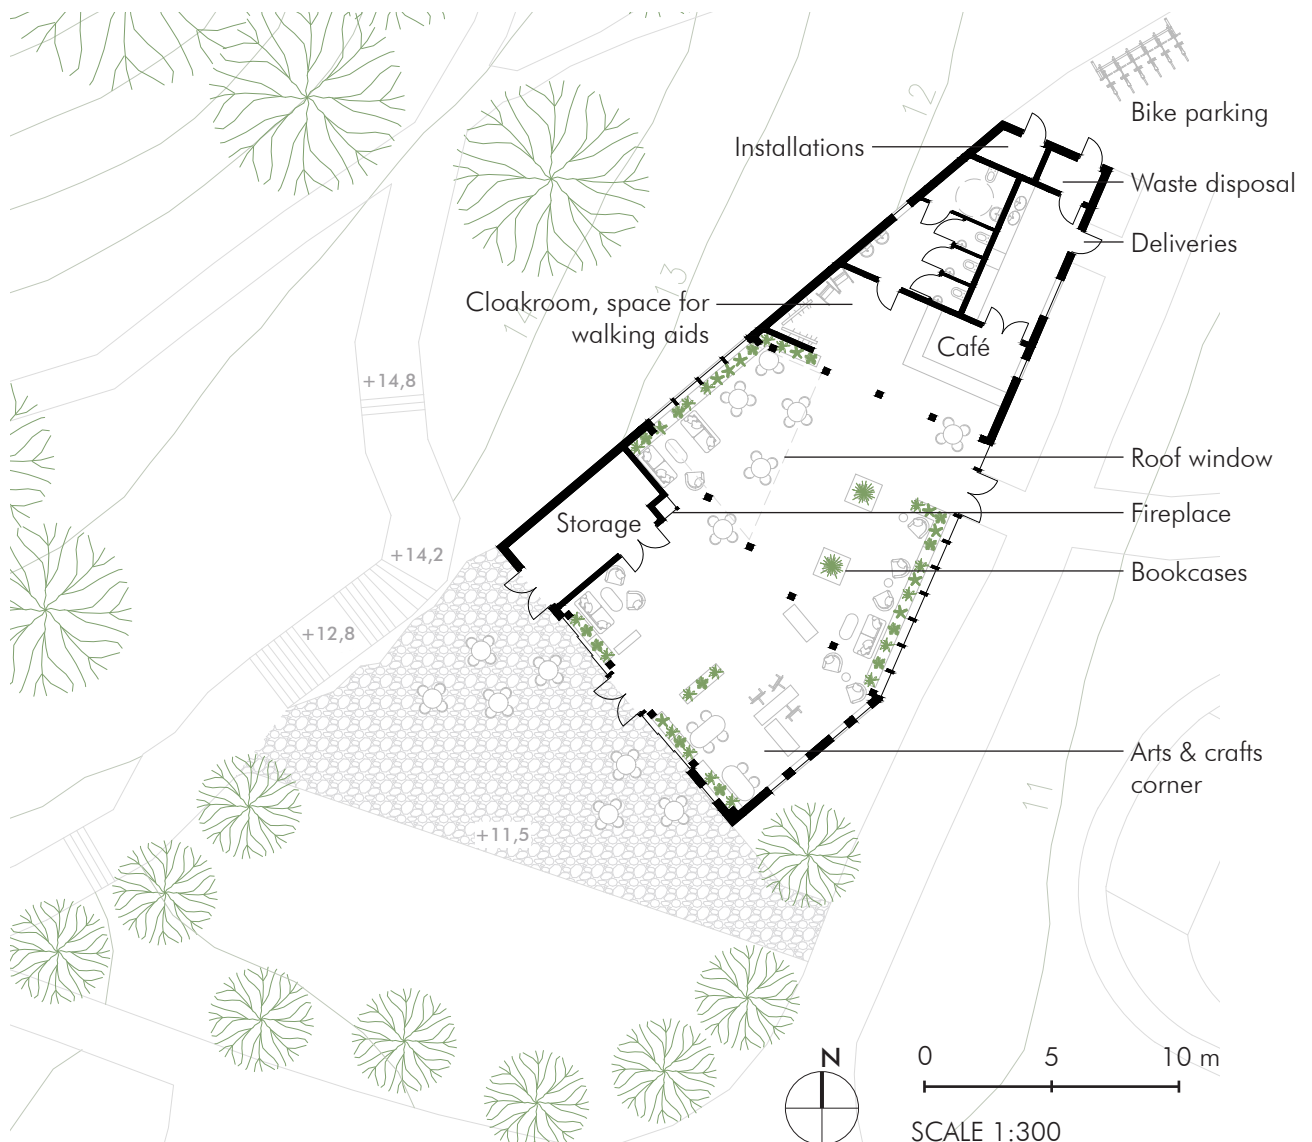 12
Bike parking
Installations
Waste disposal
Deliveries
13
Cloakroom, space for
walking aids
14
Café
+14,8
Roof window
Storage
Fireplace
+14,2
Bookcases
+12,8
Arts & crafts
corner
11
+11,5
N
0 5 10 m
SCALE 1:300